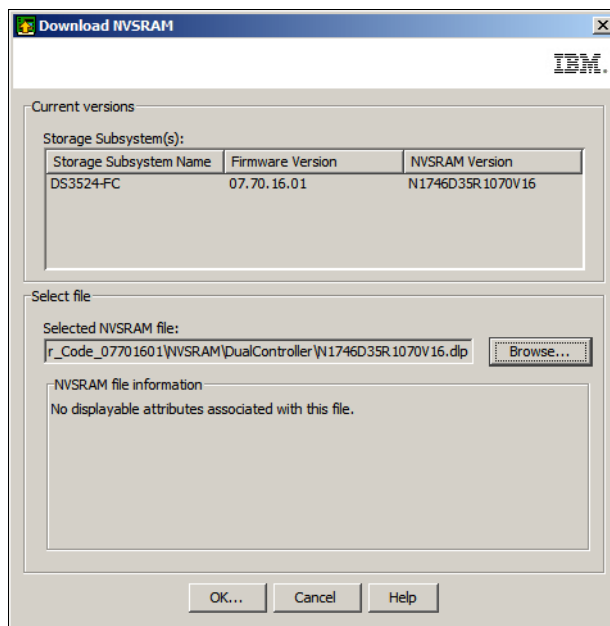 Download NVSRAM
IBM.
Current versions
Storage Subsystem(s):
Storage Subsystem Name Firmware Version NVSRAM Version
DS3524-FC 07.70.16.01 N1746D35R1070V16
Select file
Selected NVSRAM file:
r_Code_07701601\NVSRAM\DualController\N1746D35R1070V16.dlp Browse...
NVSRAM file information
No displayable attributes associated with this file.
OK... Cancel Help